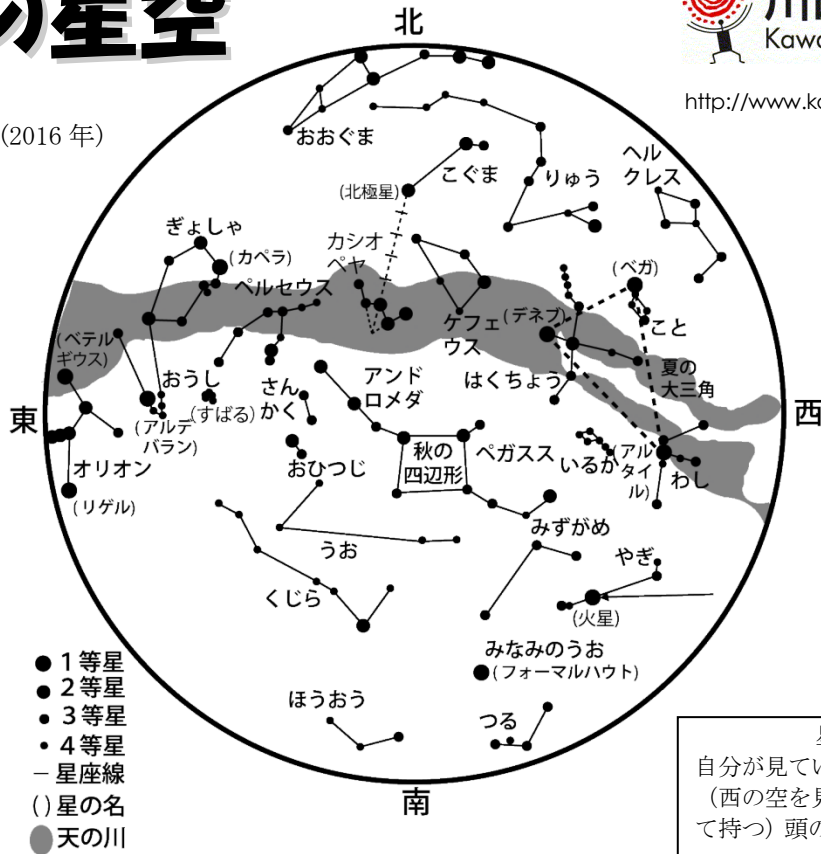 の星空
北
川
Kawa
http://www.ka
(2016 年)
おおぐま
こぐま
(北極星)
りゅう
ヘル
クレス
ぎょしゃ
(カペラ)
カシオ
ペヤ
ペルセウス
(ベガ)
ケフェ
ウス
(デネブ)
こと
(ベテル
ギウス)
はくちょう
夏の
大三角
おうし
(すばる)
さん
かく
アンド
ロメダ
東
西
(アルデ
バラン)
オリオン
(リゲル)
おひつじ
秋の
四辺形
ペガスス
いるか
(アル
タイ
ル)
わし
うお
みずがめ
くじら
やぎ
(火星)
みなみのうお
(フォーマルハウト)
ほうおう
つる
南
1等星
2等星
3等星
4等星
– 星座線
() 星の名
天の川
自分が見てい
（西の空を見
て持つ）頭の